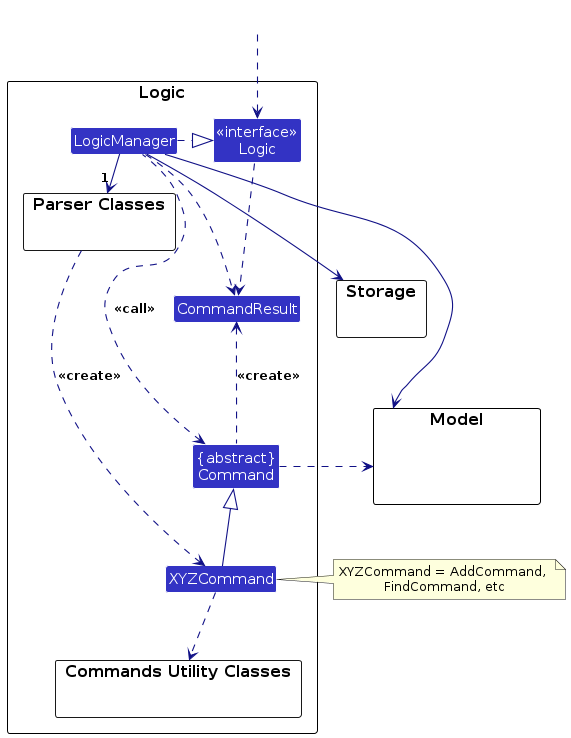 Logic
«interface»
Logic
LogicManager
1
Parser Classes
Storage
«call»
CommandResult
«create»
«create»
Model
{abstract}
Command
XYZCommand
XYZCommand = AddCommand,
FindCommand, etc
Commands Utility Classes